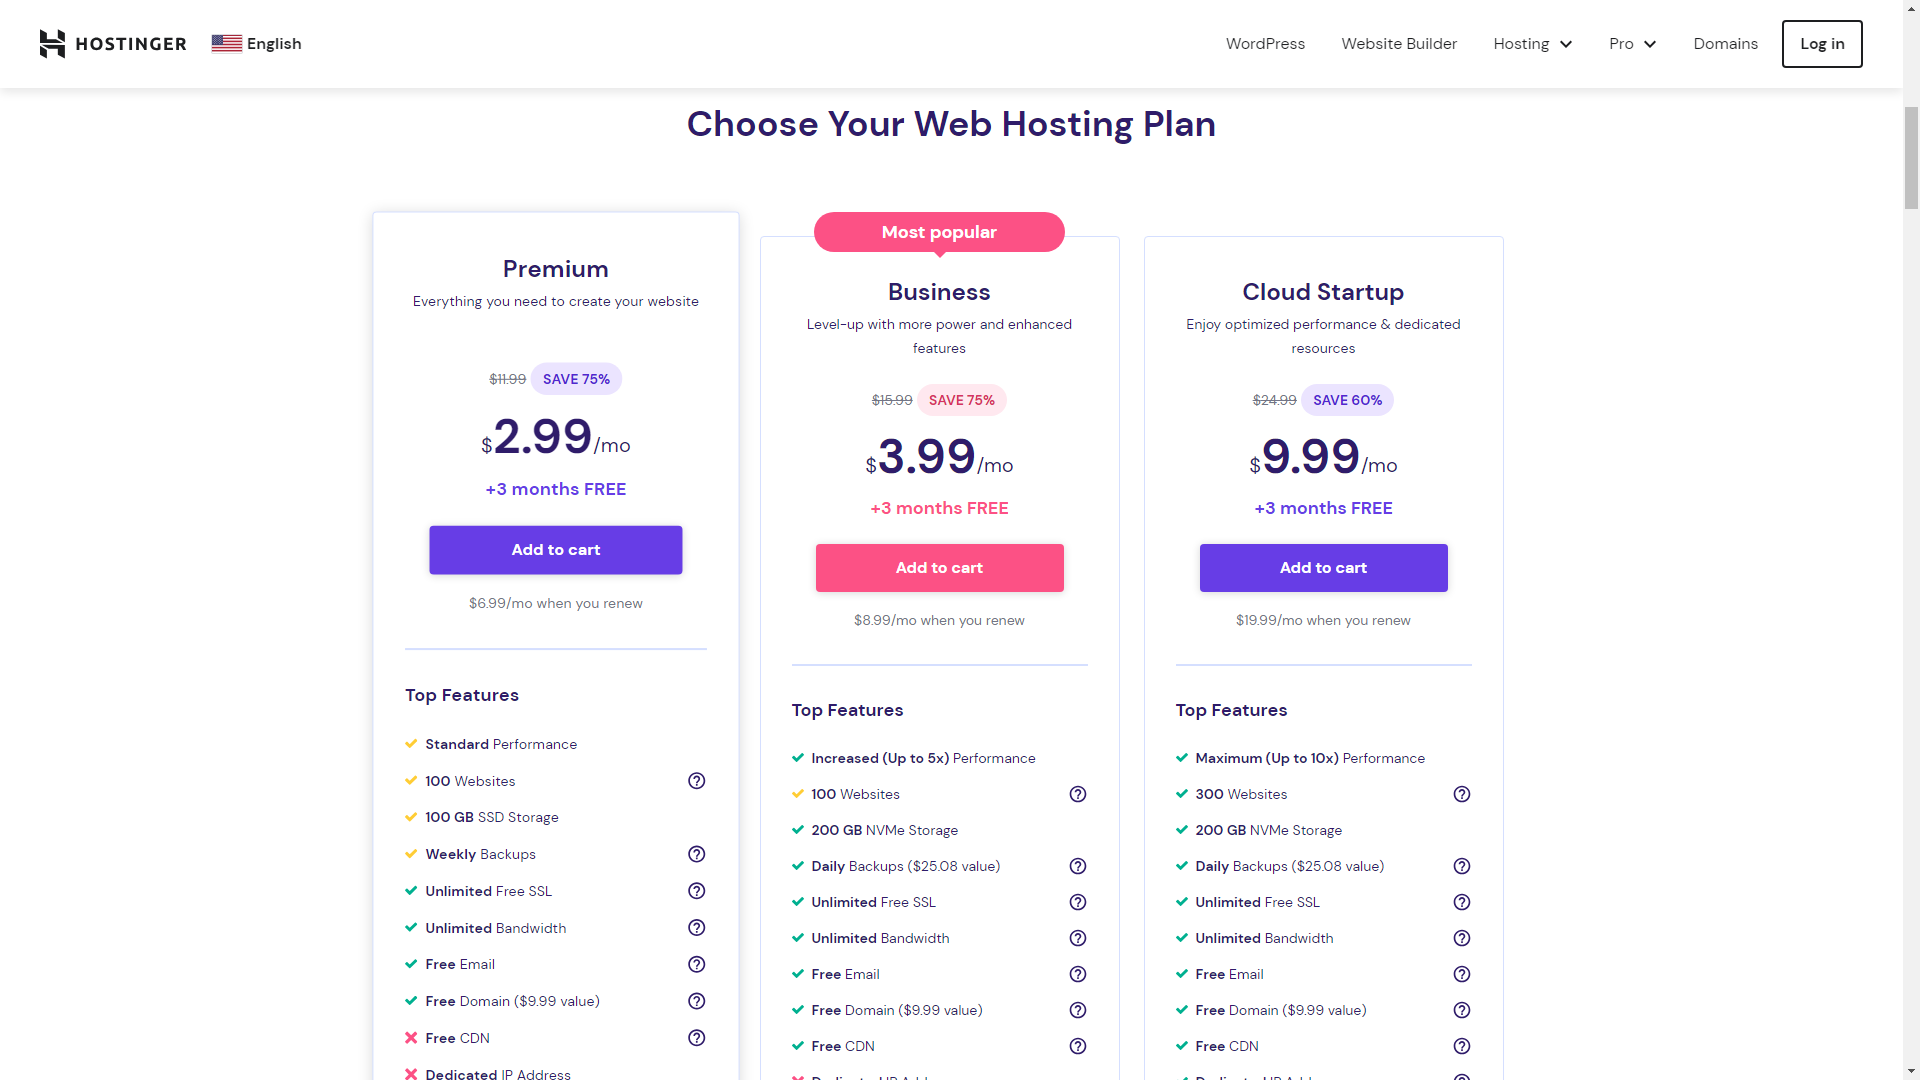 HOSTINGER
English
WordPress
Website Builder
Hosting
Pro
Domains
Log in
Choose Your Web Hosting Plan
Premium
Everything you need to create your website
$11.99 SAVE 75%
$2.99/mo
+3 months FREE
Add to cart
$6.99/mo when you renew
Top Features
Standard Performance
100 Websites
100 GB SSD Storage
Weekly Backups
Unlimited Free SSL
Unlimited Bandwidth
Free Email
Free Domain ($9.99 value)
Free CDN
Dedicated IP Address
Most popular
Business
Level-up with more power and enhanced
features
$15.99 SAVE 75%
$3.99/mo
+3 months FREE
Add to cart
$8.99/mo when you renew
Top Features
Increased (Up to 5x) Performance
100 Websites
200 GB NVMe Storage
Daily Backups ($25.08 value)
Unlimited Free SSL
Unlimited Bandwidth
Free Email
Free Domain ($9.99 value)
Free CDN
Cloud Startup
Enjoy optimized performance & dedicated
resources
$24.99 SAVE 60%
$9.99/mo
+3 months FREE
Add to cart
$19.99/mo when you renew
Top Features
Maximum (Up to 10x) Performance
300 Websites
200 GB NVMe Storage
Daily Backups ($25.08 value)
Unlimited Free SSL
Unlimited Bandwidth
Free Email
Free Domain ($9.99 value)
Free CDN